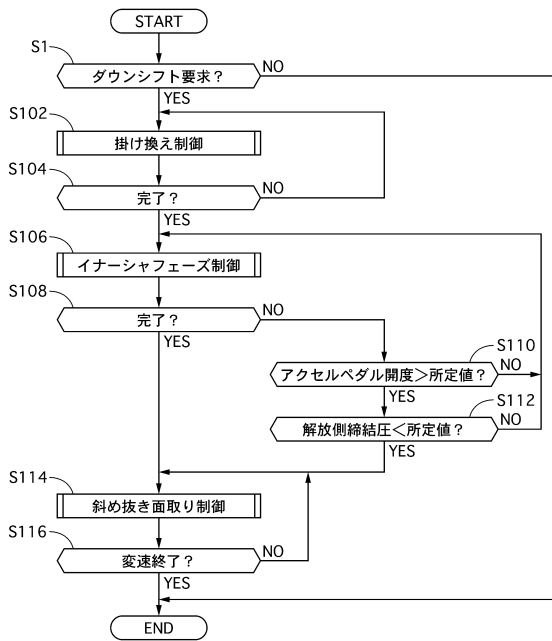 START
S1
ダウンシフト要求？
NO
YES
S102
掛け換え制御
S104
完了？
NO
YES
S106
イナーシャフェーズ制御
S108
完了？
NO
YES
S110
アクセルペダル開度＞所定値？
NO
YES
S112
解放側締結圧＜所定値？
NO
YES
S114
斜め抜き面取り制御
S116
変速終了？
NO
YES
END